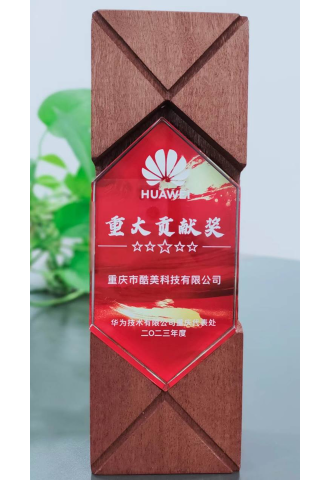 HUAWEI
重大贡献奖
重庆市酷美科技有限公司
华为技术有限公司重庆代表处
二〇二三年度